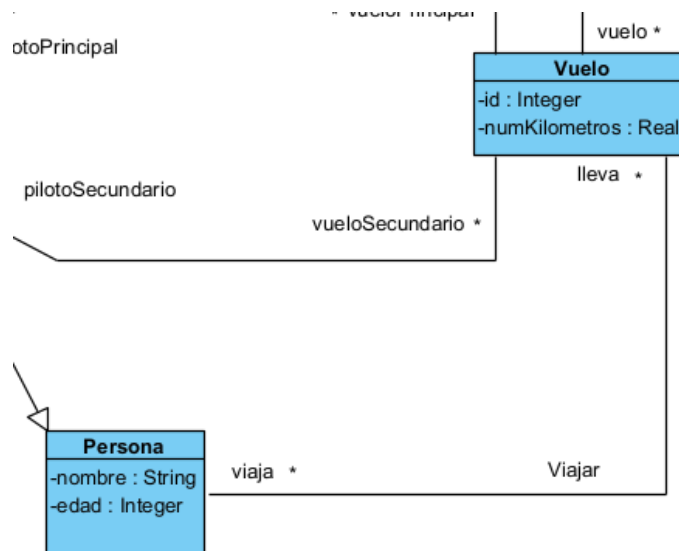 vuelo *
otoPrincipal
Vuelo
-id : Integer
-numKilometros : Real
lleva *
pilotoSecundario
vueloSecundario *
Persona
-nombre : String
-edad : Integer
viaja *
Viajar